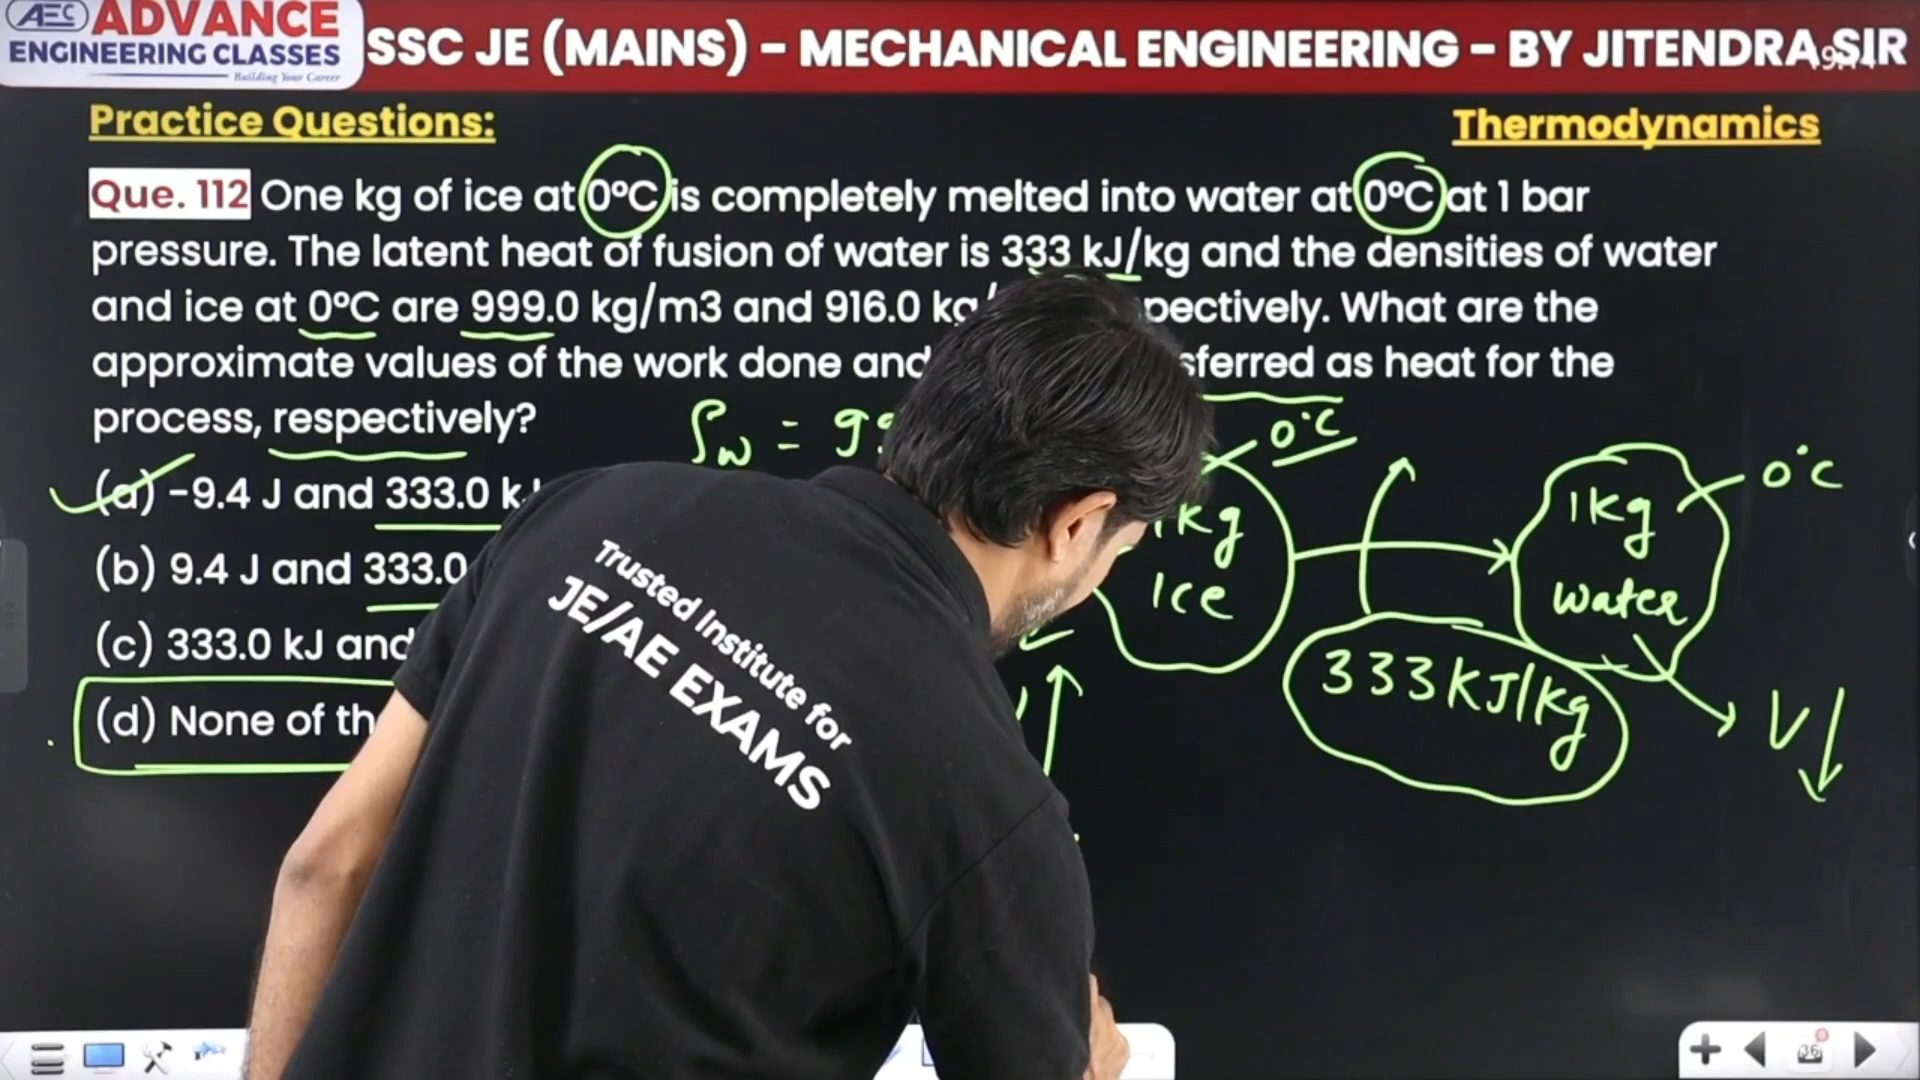 AEC ADVANCE
ENGINEERING CLASSES
Building Your Career
SSC JE (MAINS) - MECHANICAL ENGINEERING - BY JITENDRA SIR
Practice Questions:
Thermodynamics
Que. 112 One kg of ice at 0°C is completely melted into water at 0°C at 1 bar
pressure. The latent heat of fusion of water is 333 kJ/kg and the densities of water
and ice at 0°C are 999.0 kg/m3 and 916.0 pectively. What are the
approximate values of the work done and sferred as heat for the
process, respectively?
ρw =
0°C
(a) -9.4 J and 333.0
(b) 9.4 J and 333.0
(c) 333.0 kJ and
(d) None of
1kg
Ice
1kg
water
0°C
333 KJ/kg
V↓
Trusted Institute for
JE/AE EXAMS
36